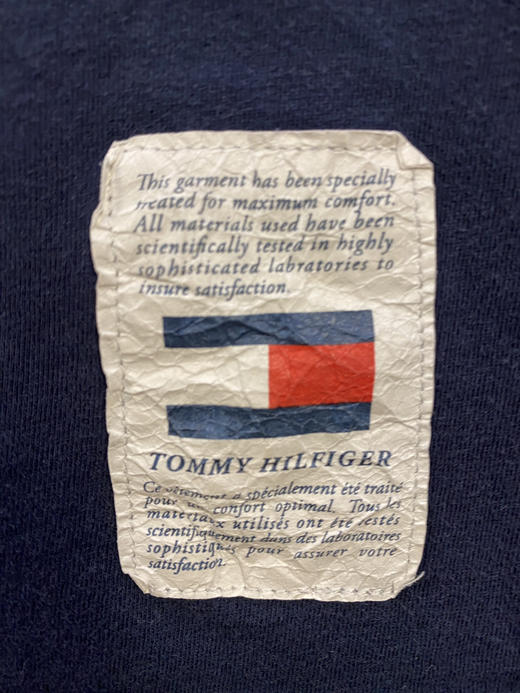 This garment has been specially
treated for maximum comfort.
All materials used have been
scientifically tested in highly
sophisticated labratories to
insure satisfaction.
TOMMY HILFIGER
Ce vêtement a spécialement été traité
pour un confort optimal. Tous les
materiaux utilisés ont été testés
scientifiquement dans des laboratoires
sophistiqués pour assurer votre
satisfaction.